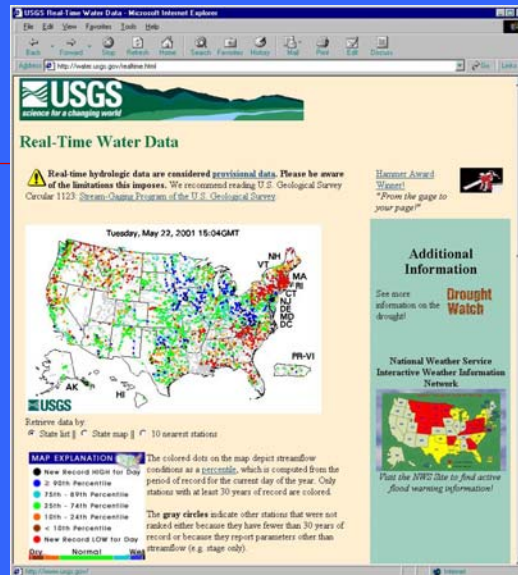 USGS Real-Time Water Data - Microsoft Internet Explorer
File Edit View Favorites Tools Help
Back Forward Stop Refresh Home Search Favorites History Mail Print Edit Discuss
Address http://water.usgs.gov/realtime.html Go Links
USGS
science for a changing world
Real-Time Water Data
Real-time hydrologic data are considered provisional data. Please be aware
of the limitations this imposes. We recommend reading U.S. Geological Survey
Circular 1123: Stream-Gaging Program of the U.S. Geological Survey.
Hammer Award
Winner!
"From the gage to
your page!"
Tuesday, May 22, 2001 15:04GMT
NH
VT
MA
RI
CT
NJ
DE
MD
DC
PR-VI
AK
HI
USGS
Retrieve data by:
State list || State map || 10 nearest stations
MAP EXPLANATION
New Record HIGH for Day
≥ 90th Percentile
75th - 89th Percentile
25th - 74th Percentile
10th - 24th Percentile
< 10th Percentile
New Record LOW for Day
Dry Normal Wet
The colored dots on the map depict streamflow
conditions as a percentile, which is computed from the
period of record for the current day of the year. Only
stations with at least 30 years of record are colored.
The gray circles indicate other stations that were not
ranked either because they have fewer than 30 years of
record or because they report parameters other than
streamflow (e.g. stage only).
Additional
Information
See more
information on the
drought!
Drought
Watch
National Weather Service
Interactive Weather Information
Network
Visit the NWS Site to find active
flood warning information!
http://www.usgs.gov/
Internet